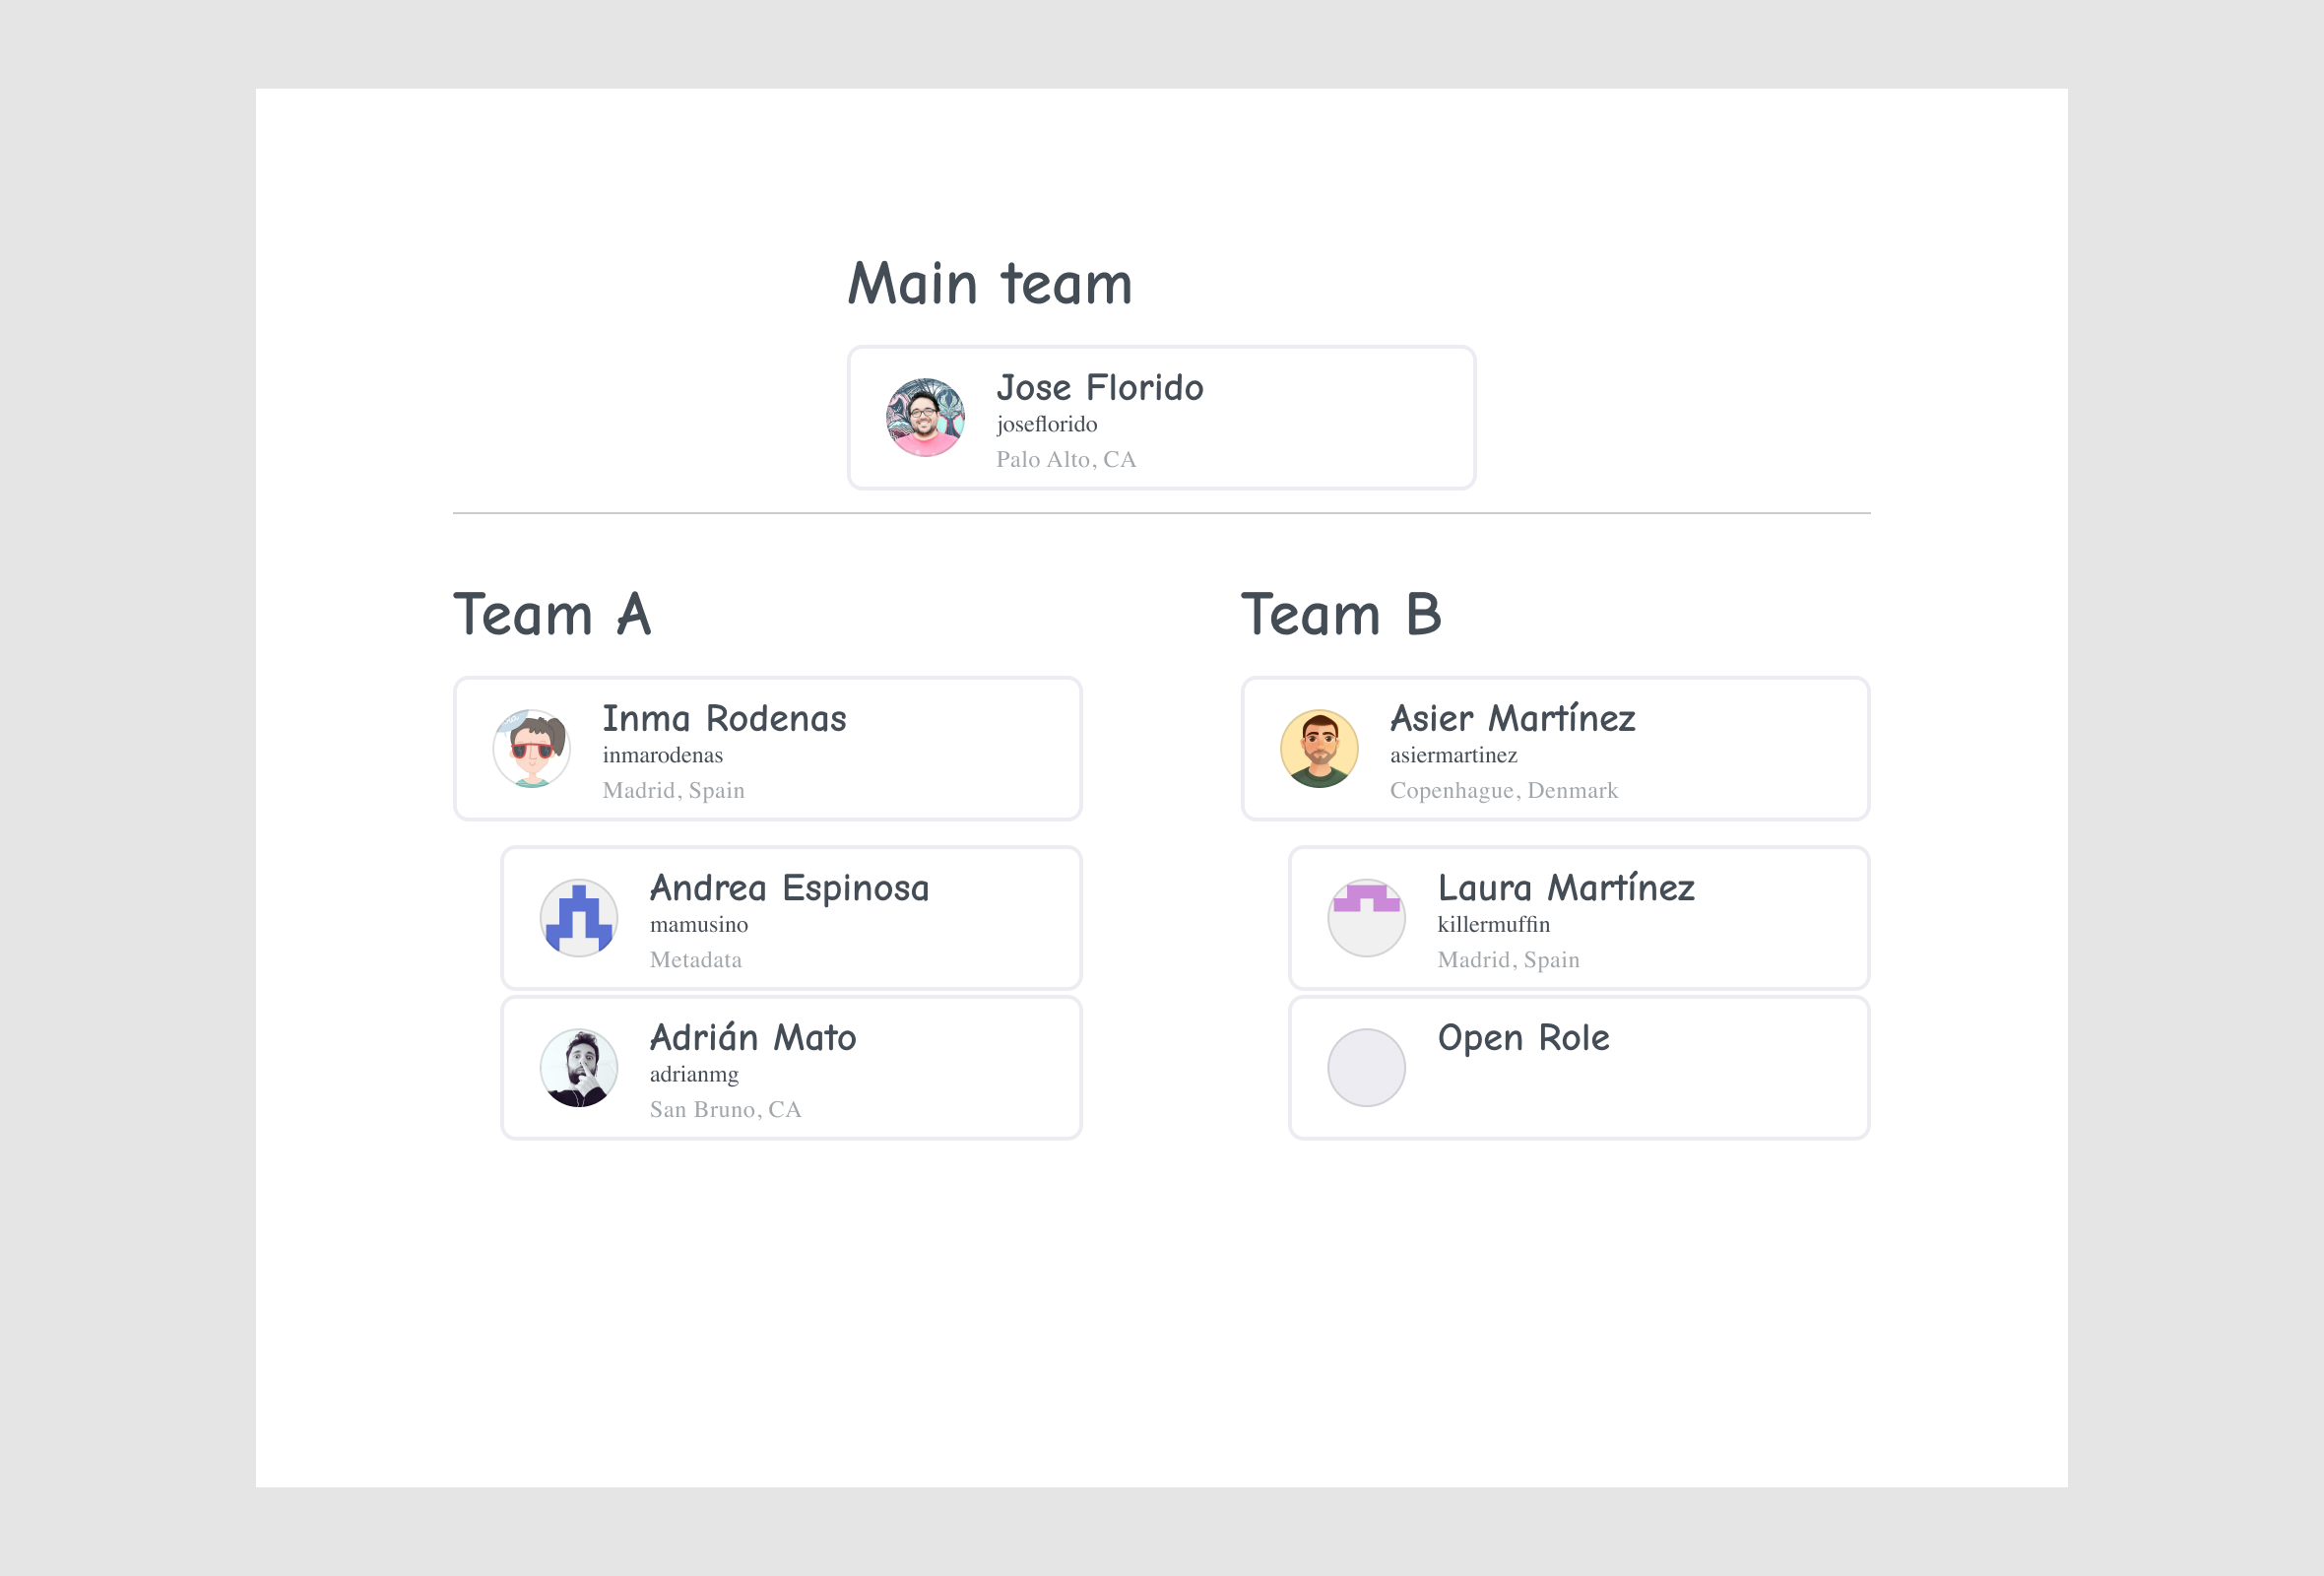 Main team
Jose Florido
joseflorido
Palo Alto, CA
Team A
Inma Rodenas
inmarodenas
Madrid, Spain
Andrea Espinosa
mamusino
Metadata
Adrián Mato
adrianmg
San Bruno, CA
Team B
Asier Martínez
asiermartinez
Copenhague, Denmark
Laura Martínez
killermuffin
Madrid, Spain
Open Role